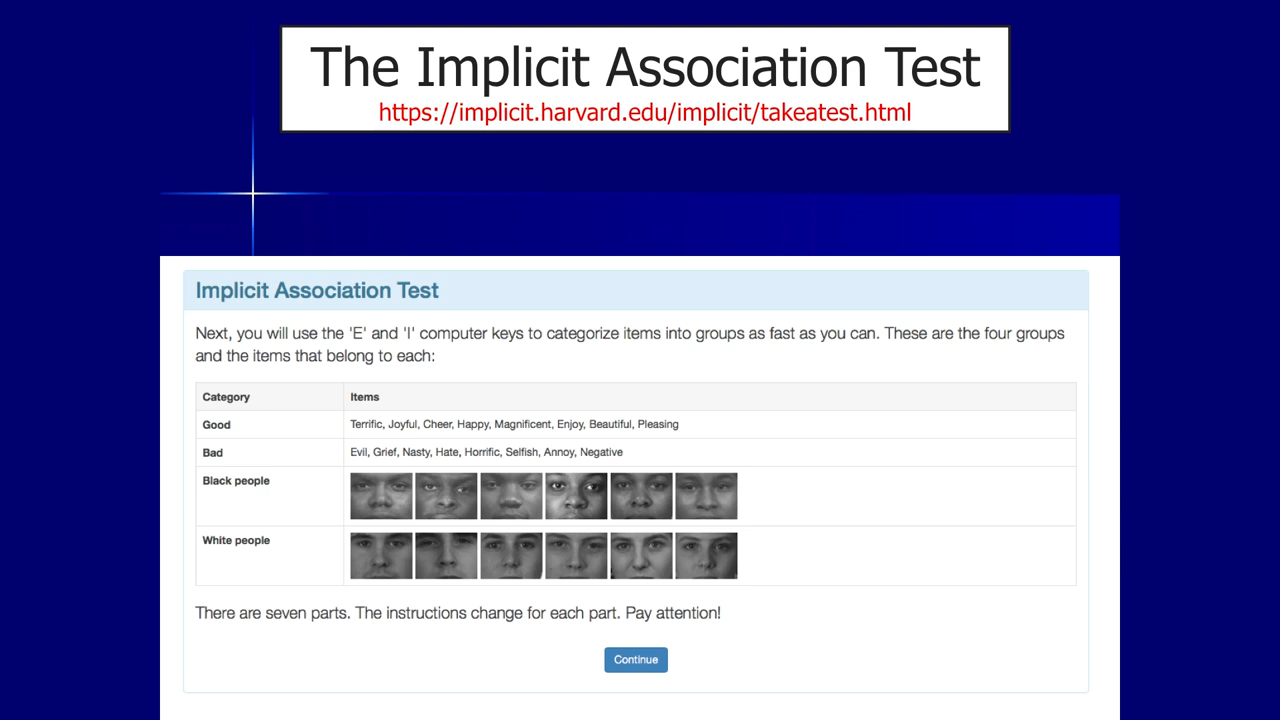 The Implicit Association Test
https://implicit.harvard.edu/implicit/takeatest.html
Implicit Association Test
Next, you will use the 'E' and 'I' computer keys to categorize items into groups as fast as you can. These are the four groups
and the items that belong to each:
Category Items
Good Terrific, Joyful, Cheer, Happy, Magnificent, Enjoy, Beautiful, Pleasing
Bad Evil, Grief, Nasty, Hate, Horrific, Selfish, Annoy, Negative
Black people
White people
There are seven parts. The instructions change for each part. Pay attention!
Continue